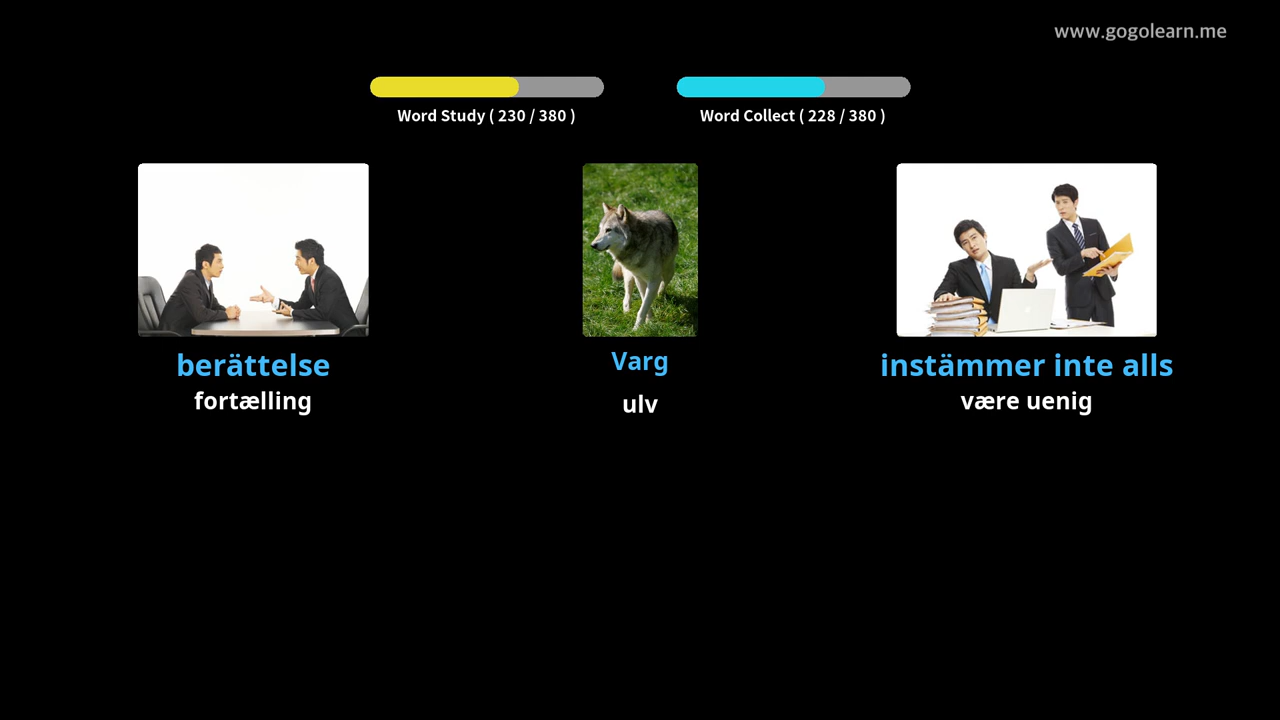 www.gogolearn.me
Word Study ( 230 / 380 )
Word Collect ( 228 / 380 )
berättelse
fortælling
Varg
ulv
instämmer inte alls
være uenig